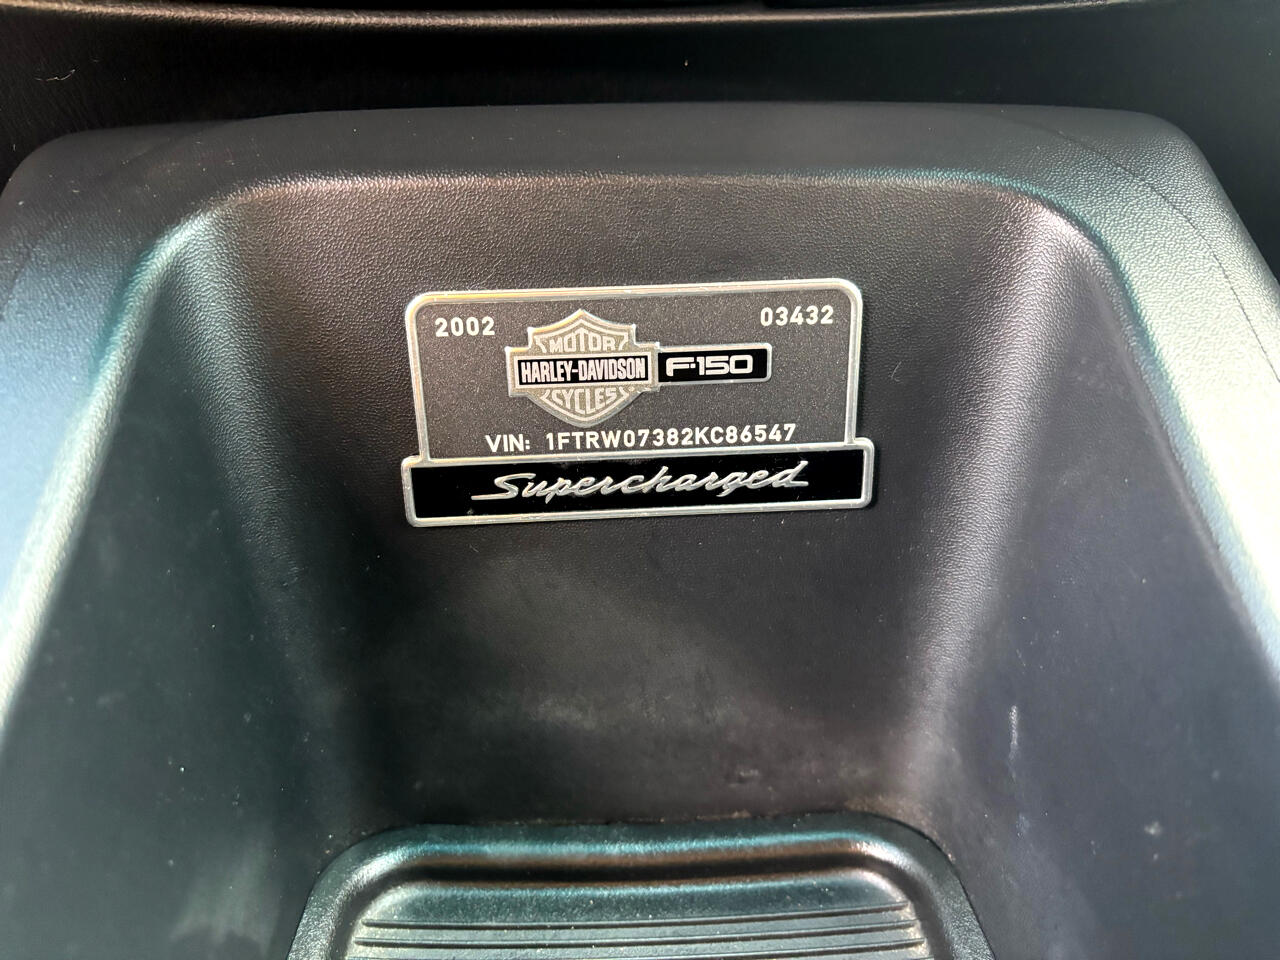 2002
03432
MOTOR
HARLEY-DAVIDSON
CYCLES
F-150
VIN: 1FTRW07382KC86547
Supercharged